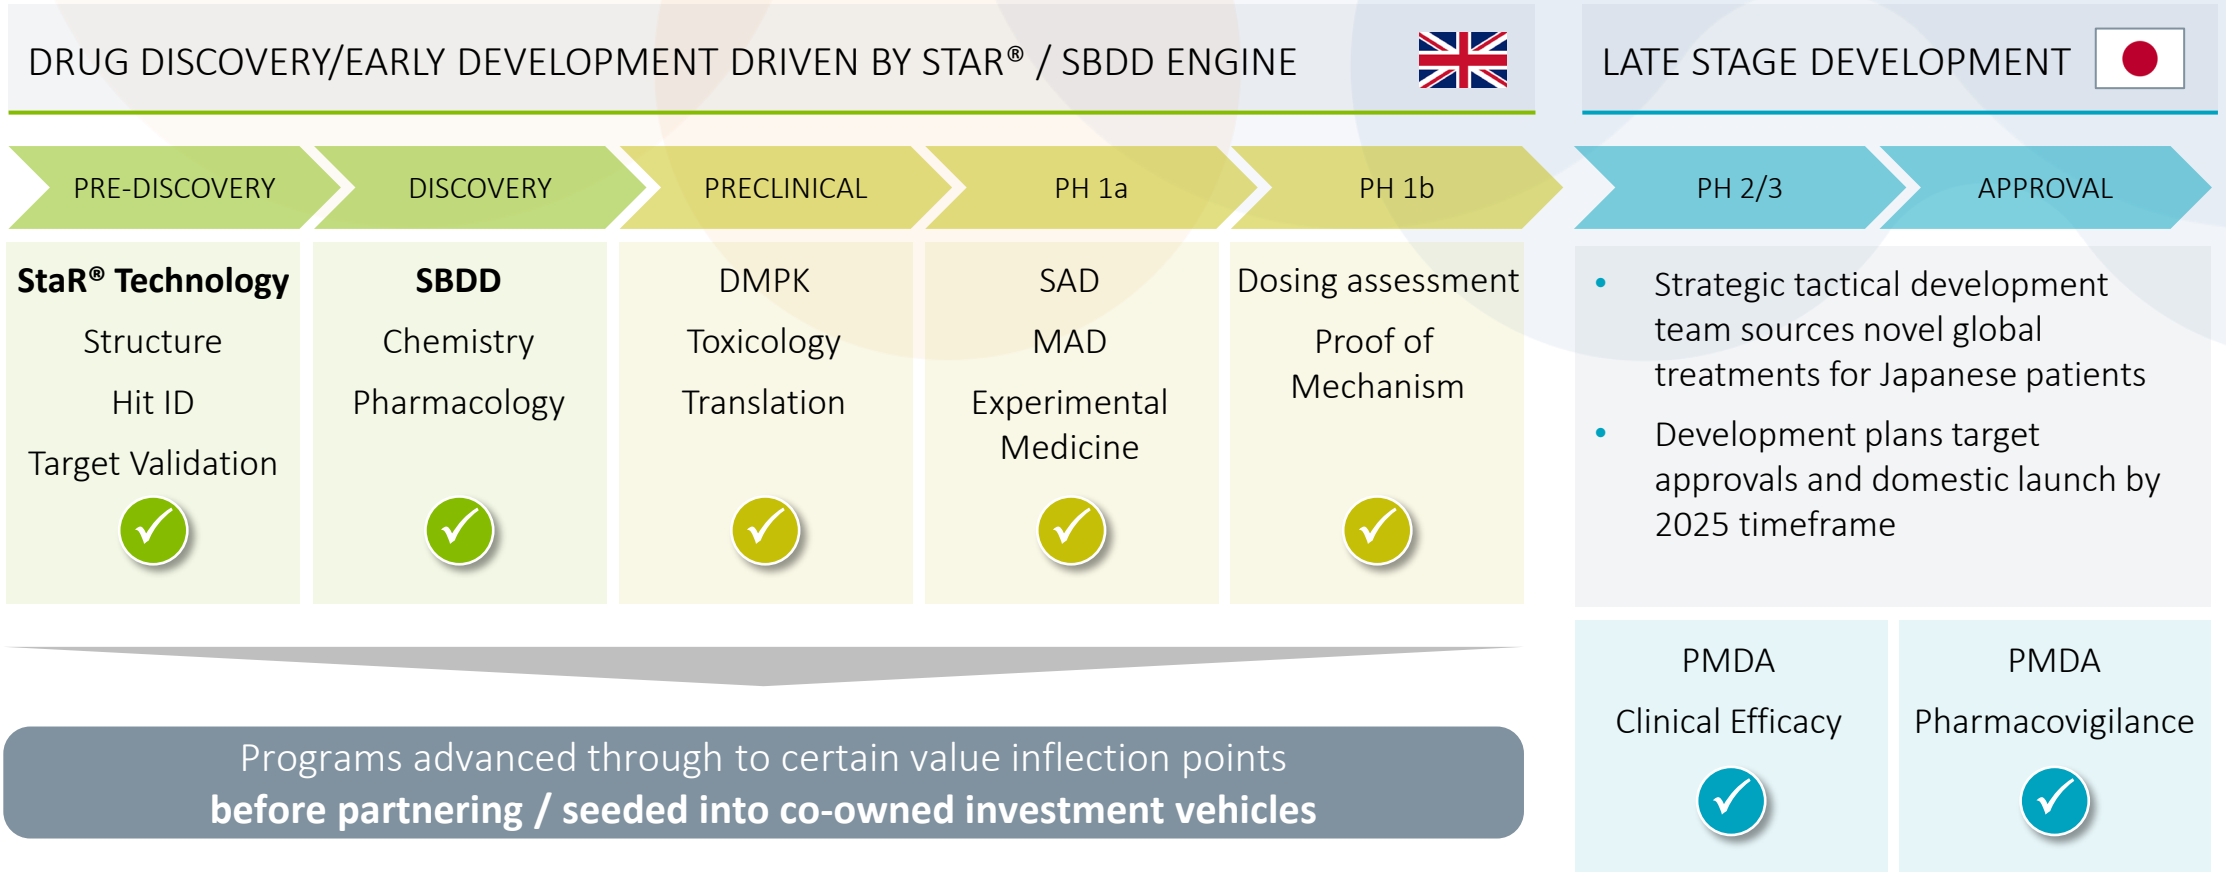 DRUG DISCOVERY/EARLY DEVELOPMENT DRIVEN BY STAR® / SBDD ENGINE
LATE STAGE DEVELOPMENT
PRE-DISCOVERY
DISCOVERY
PRECLINICAL
PH 1a
PH 1b
PH 2/3
APPROVAL
StaR® Technology
Structure
Hit ID
Target Validation
SBDD
Chemistry
Pharmacology
DMPK
Toxicology
Translation
SAD
MAD
Experimental
Medicine
Dosing assessment
Proof of
Mechanism
• Strategic tactical development
team sources novel global
treatments for Japanese patients
• Development plans target
approvals and domestic launch by
2025 timeframe
PMDA
Clinical Efficacy
PMDA
Pharmacovigilance
Programs advanced through to certain value inflection points
before partnering / seeded into co-owned investment vehicles